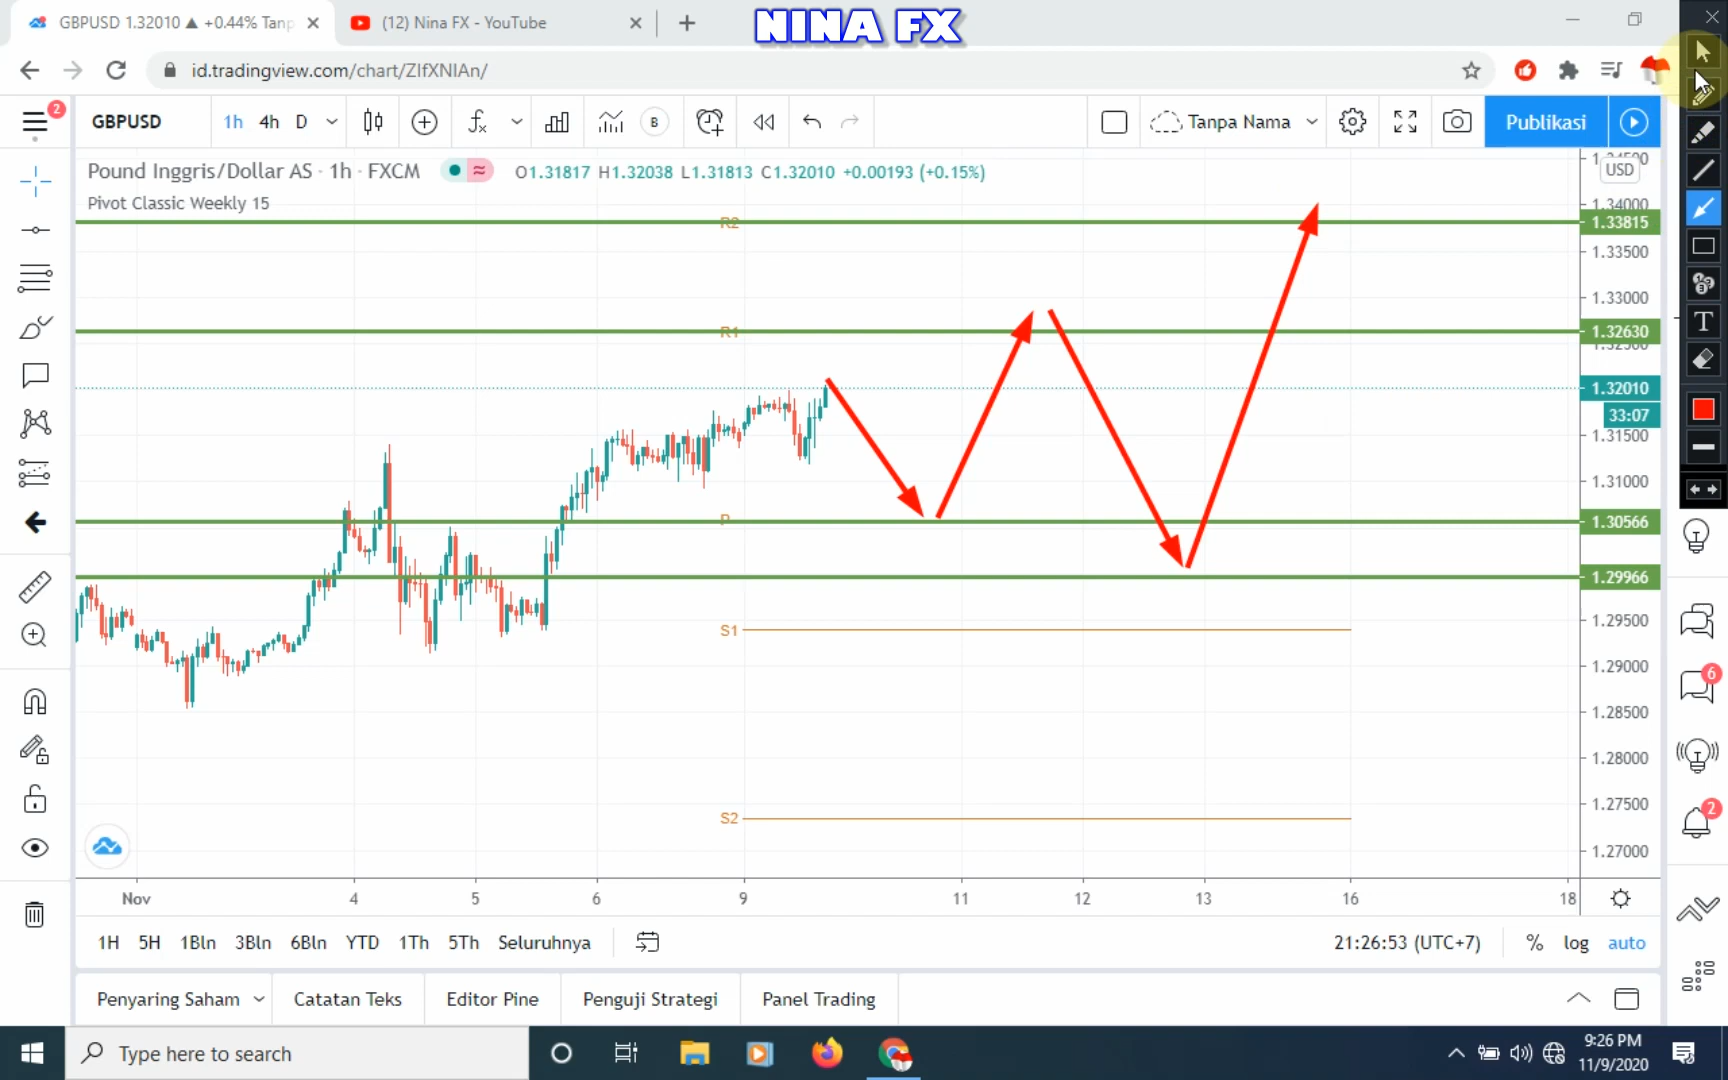 GBPUSD 1.32010 ▲ +0.44% Tanp
(12) Nina FX - YouTube
NINA FX
id.tradingview.com/chart/ZIfXNIAn/
2
GBPUSD
1h 4h D
B
Tanpa Nama
Publikasi
Pound Inggris/Dollar AS · 1h · FXCM
O1.31817 H1.32038 L1.31813 C1.32010 +0.00193 (+0.15%)
Pivot Classic Weekly 15
USD
1.34000
R2
1.33815
1.33500
1.33000
R1
1.32630
1.32010
33:07
1.31500
1.31000
P
1.30566
1.29966
1.29500
S1
1.29000
1.28500
1.28000
1.27500
S2
1.27000
T
6
2
Nov 4 5 6 9 11 12 13 16 18
1H 5H 1Bln 3Bln 6Bln YTD 1Th 5Th Seluruhnya
21:26:53 (UTC+7) % log auto
Penyaring Saham Catatan Teks Editor Pine Penguji Strategi Panel Trading
Type here to search
9:26 PM
11/9/2020